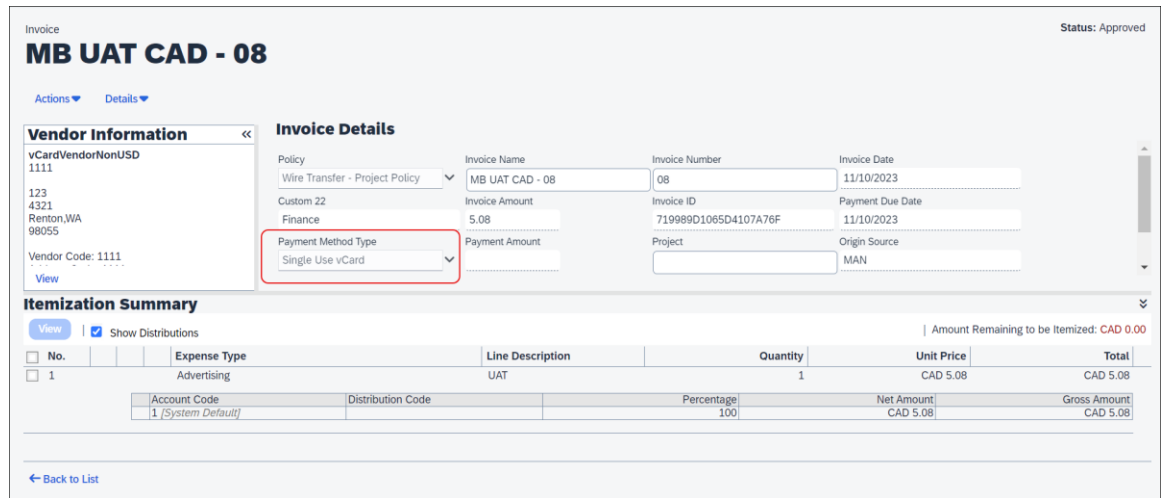 Invoice
Status: Approved
MB UAT CAD - 08
Actions Details
Vendor Information
vCardVendorNonUSD
1111
123
4321
Renton,WA
98055
Vendor Code: 1111
View
Invoice Details
Policy Invoice Name Invoice Number Invoice Date
Wire Transfer - Project Policy MB UAT CAD - 08 08 11/10/2023
Custom 22 Invoice Amount Invoice ID Payment Due Date
Finance 5.08 719989D1065D4107A76F 11/10/2023
Payment Method Type Payment Amount Project Origin Source
Single Use vCard MAN
Itemization Summary
View | Show Distributions | Amount Remaining to be Itemized: CAD 0.00
No. Expense Type Line Description Quantity Unit Price Total
1 Advertising UAT 1 CAD 5.08 CAD 5.08
Account Code Distribution Code Percentage Net Amount Gross Amount
1 [System Default] 100 CAD 5.08 CAD 5.08
Back to List